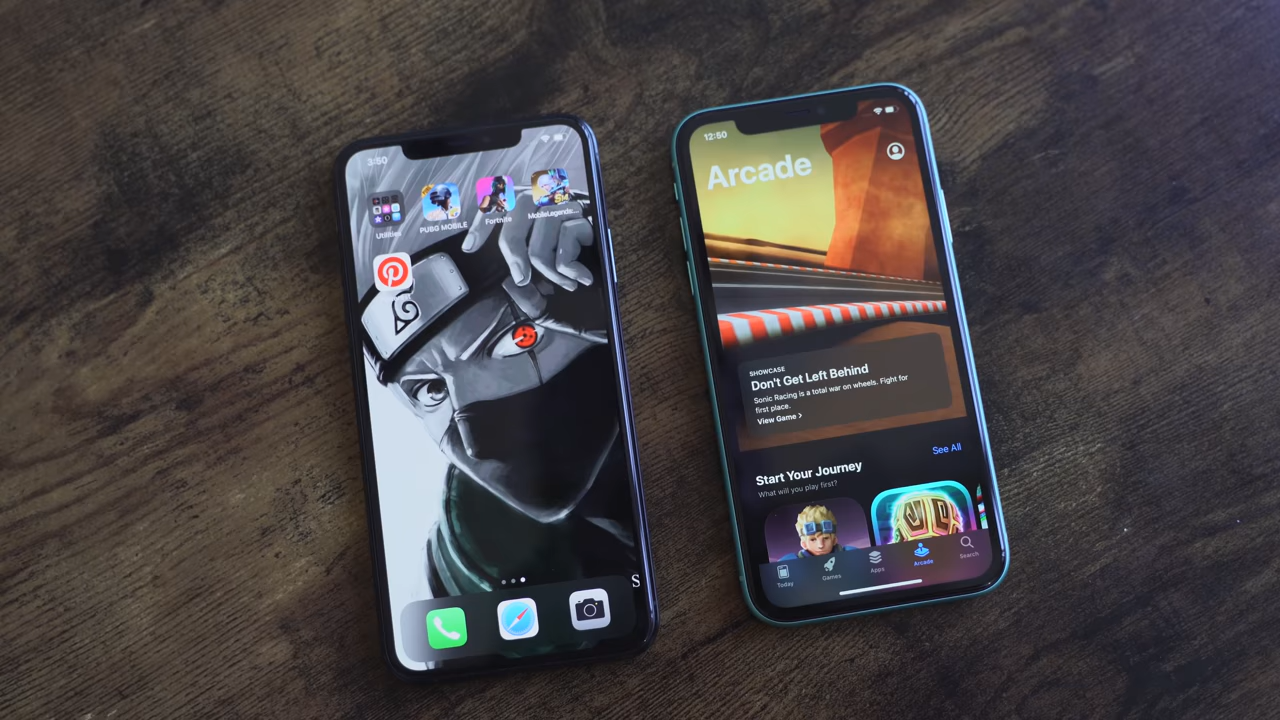 3:50
Utilities
PUBG MOBILE
Fortnite
MobileLegends:...
S
12:50
Arcade
SHOWCASE
Don't Get Left Behind
Sonic Racing is a total war on wheels. Fight for
first place.
View Game >
See All
Start Your Journey
What will you play first?
Today
Games
Apps
Arcade
Search